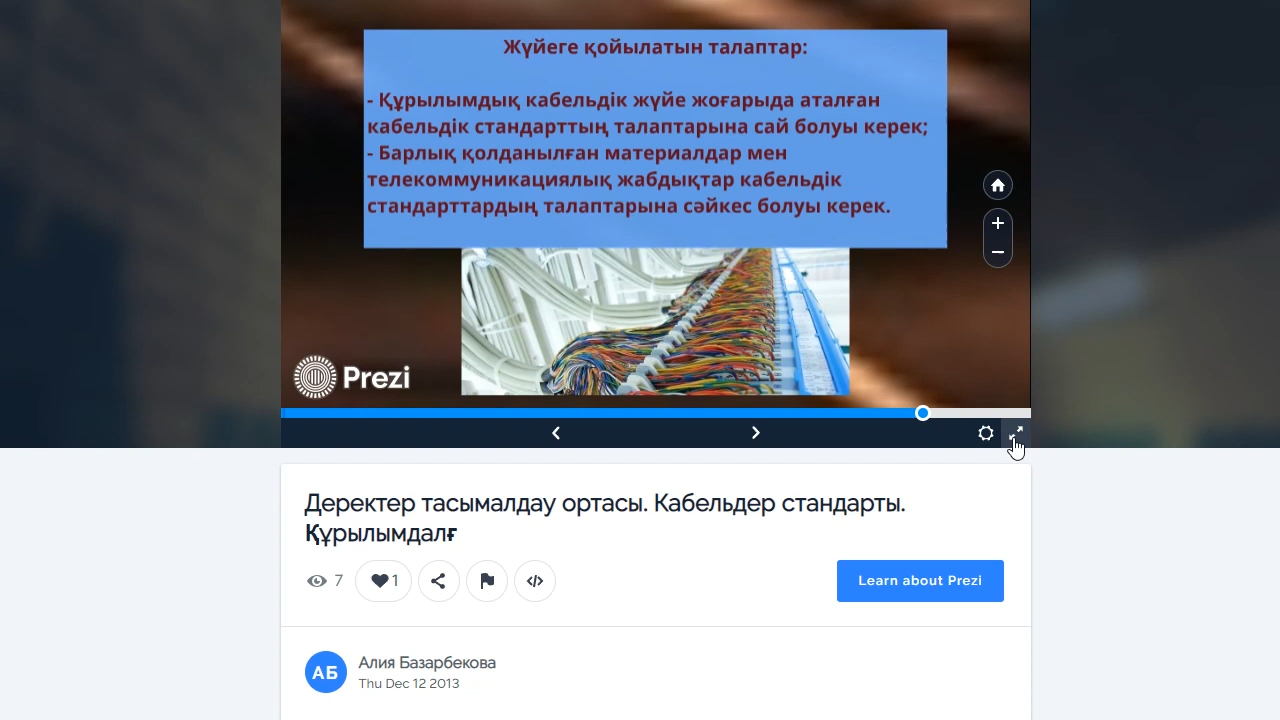 Жүйеге қойылатын талаптар:
- Құрылымдық кабельдік жүйе жоғарыда аталған
кабельдік стандарттың талаптарына сай болуы керек;
- Барлық қолданылған материалдар мен
телекоммуникациялық жабдықтар кабельдік
стандарттардың талаптарына сәйкес болуы керек.
Prezi
Деректер тасымалдау ортасы. Кабельдер стандарты.
Құрылымдалғ
7
1
Learn about Prezi
АБ
Алия Базарбекова
Thu Dec 12 2013